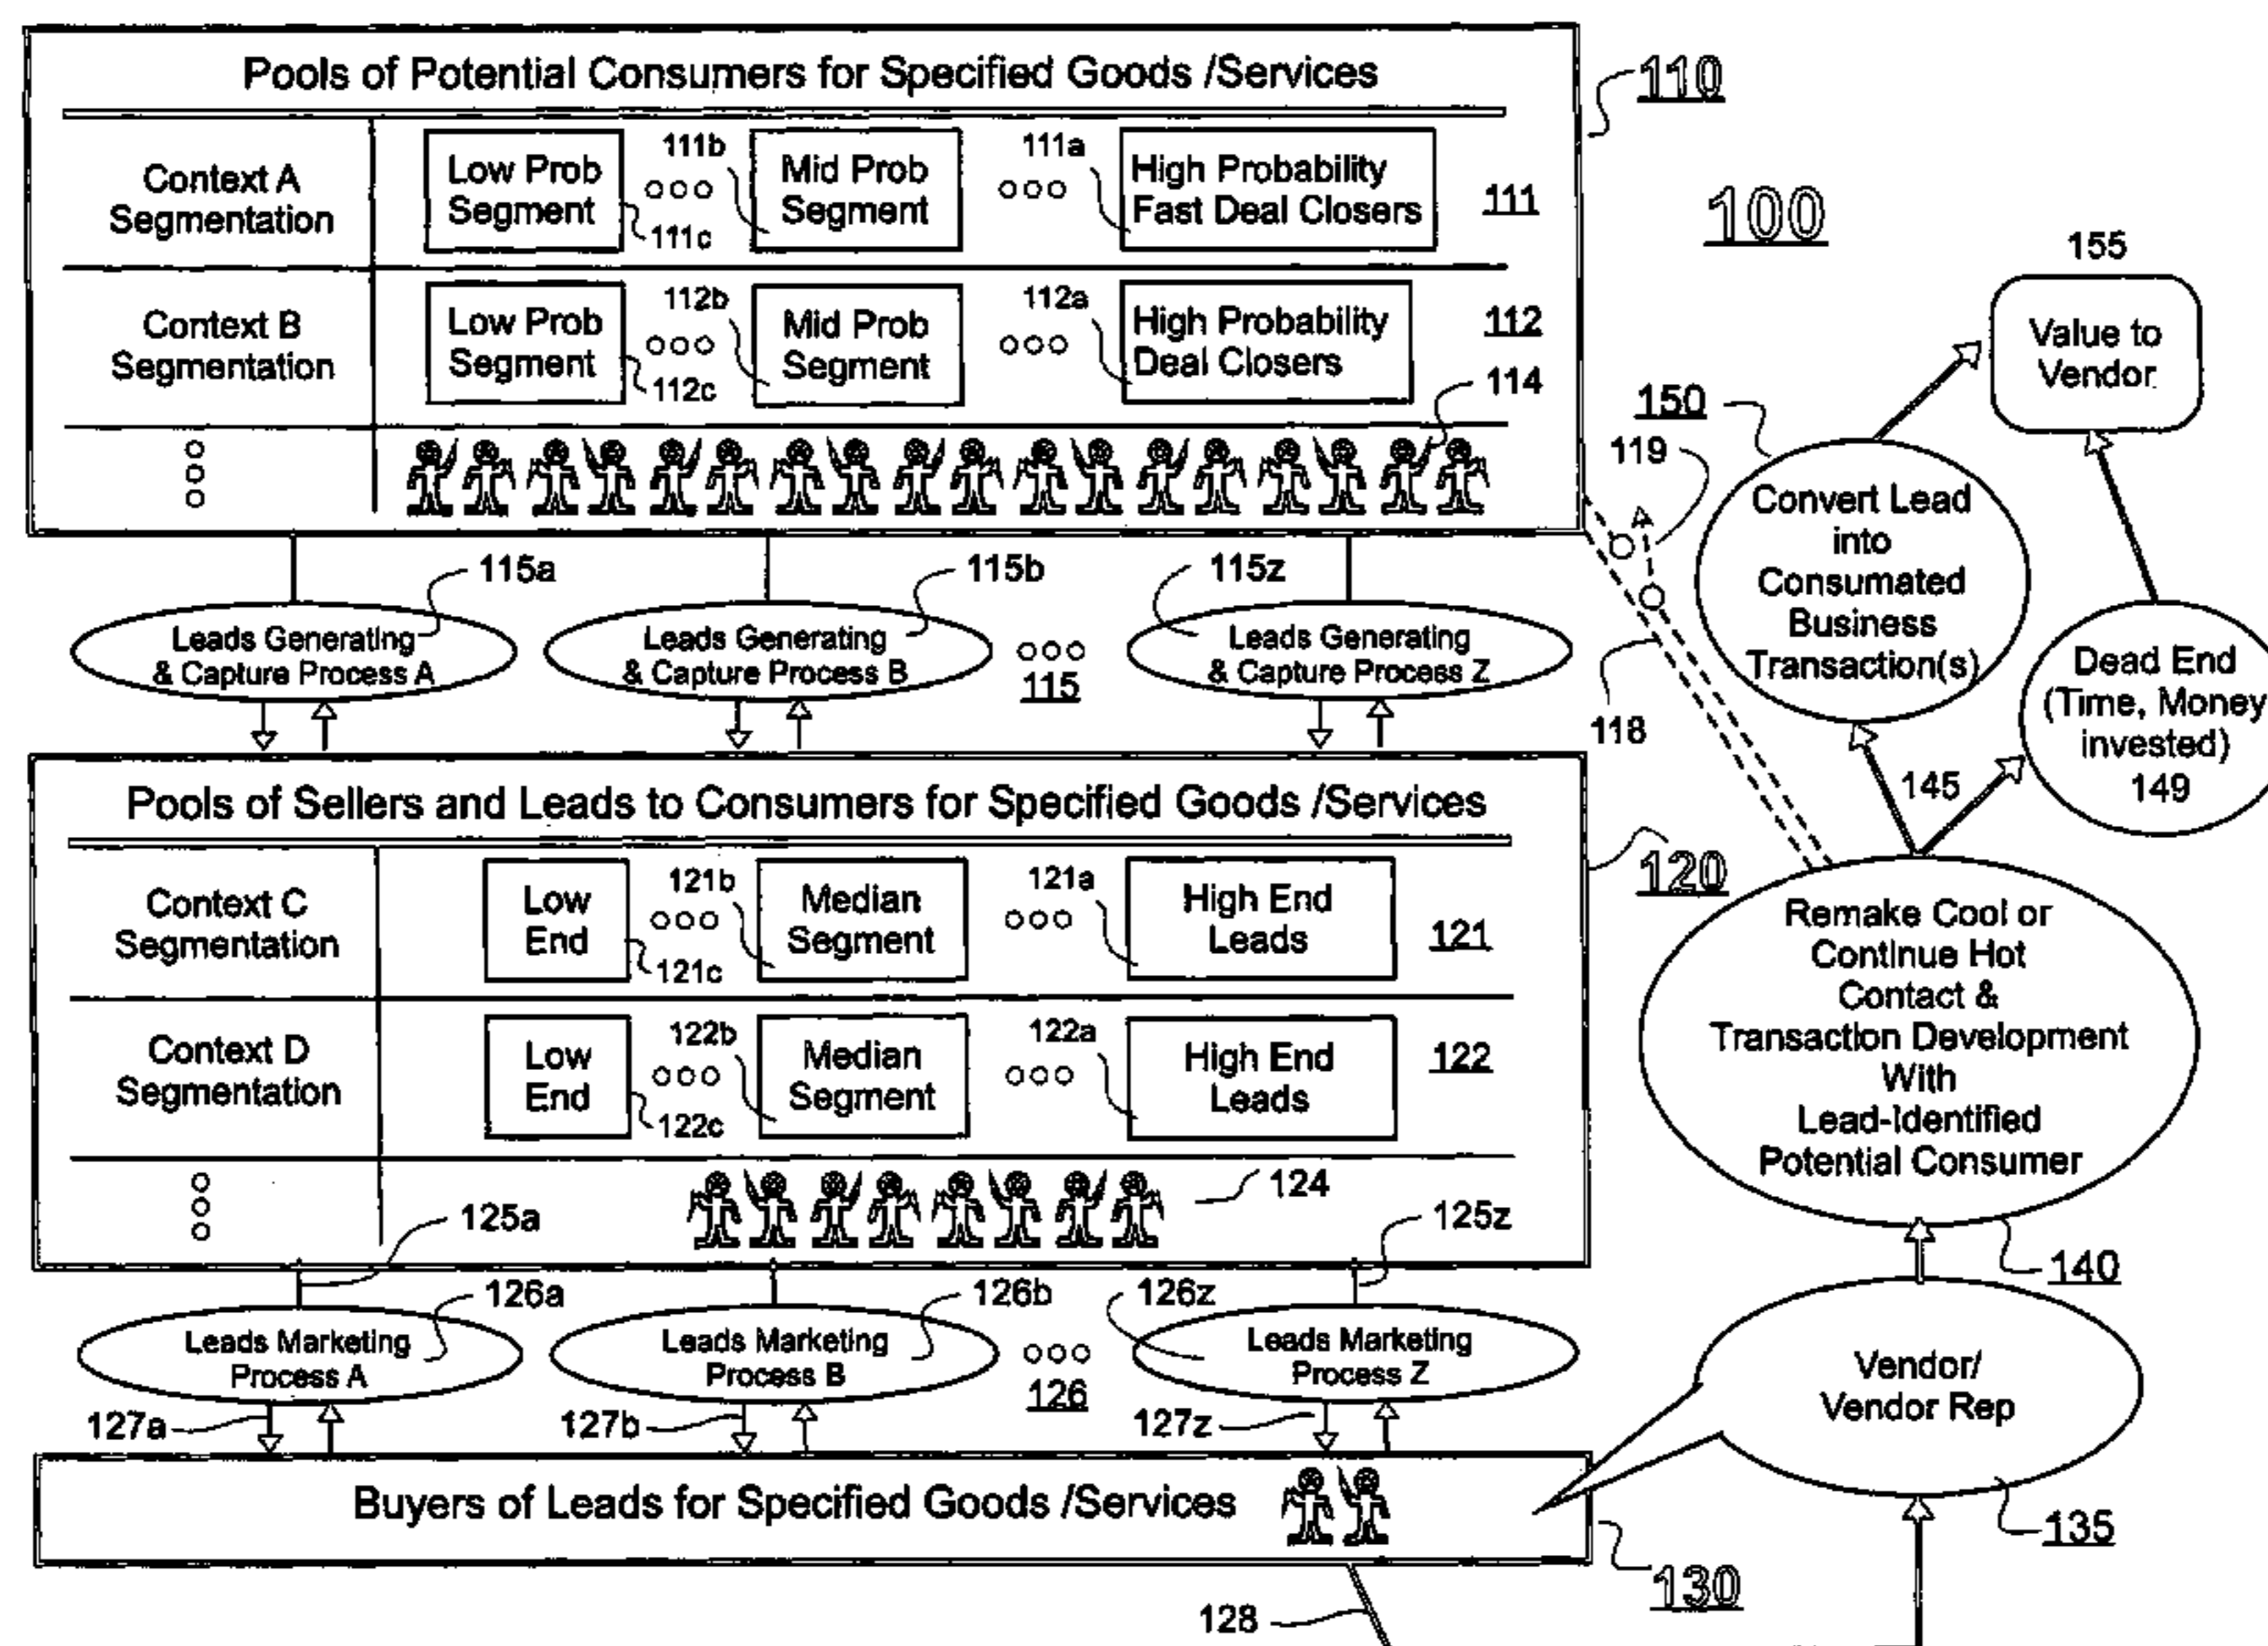 Pools of Potential Consumers for Specified Goods /Services
110
Context A
Segmentation
Low Prob
Segment
111c
111b
Mid Prob
Segment
111a
High Probability
Fast Deal Closers
111
100
Context B
Segmentation
Low Prob
Segment
112c
112b
Mid Prob
Segment
112a
High Probability
Deal Closers
112
114
155
Value to
Vendor
150
119
Convert Lead
into
Consumated
Business
Transaction(s)
115a
115b
115z
Leads Generating
& Capture Process A
Leads Generating
& Capture Process B
115
Leads Generating
& Capture Process Z
118
Dead End
(Time, Money
invested)
149
145
Pools of Sellers and Leads to Consumers for Specified Goods /Services
120
Context C
Segmentation
Low
End
121c
121b
Median
Segment
121a
High End
Leads
121
Context D
Segmentation
Low
End
122c
122b
Median
Segment
122a
High End
Leads
122
124
Remake Cool or
Continue Hot
Contact &
Transaction Development
With
Lead-Identified
Potential Consumer
140
125a
125z
126a
126b
126z
Leads Marketing
Process A
Leads Marketing
Process B
126
Leads Marketing
Process Z
127a
127b
127z
Vendor/
Vendor Rep
135
Buyers of Leads for Specified Goods /Services
130
128